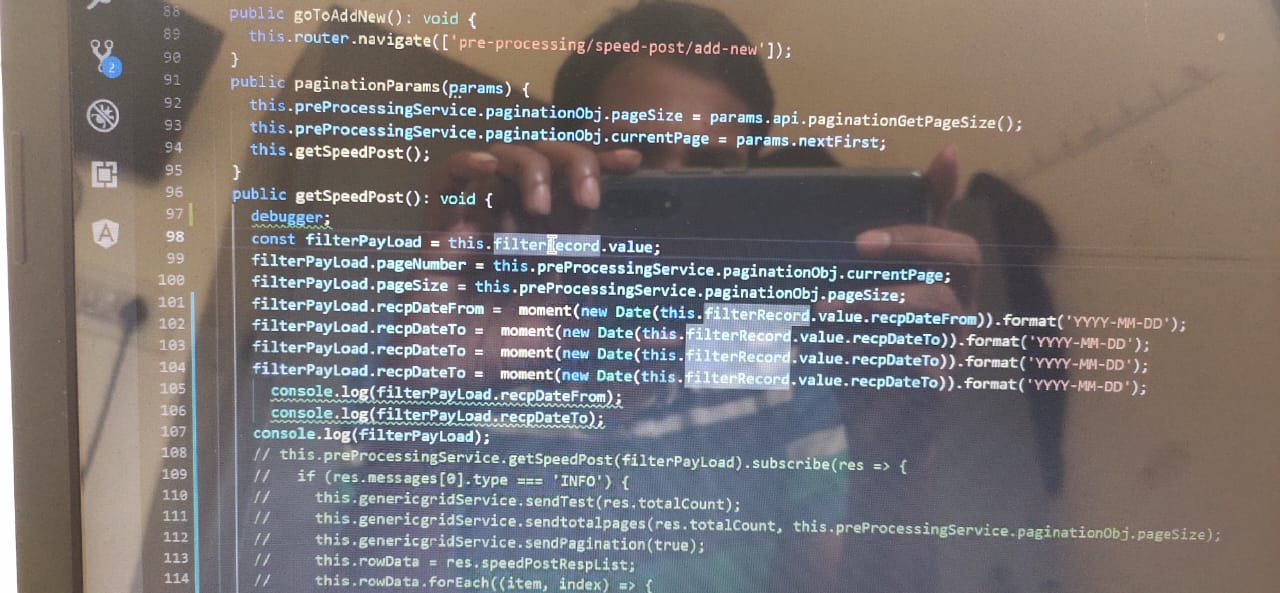 88 public goToAddNew(): void {
89 this.router.navigate(['pre-processing/speed-post/add-new']);
90 }
91 public paginationParams(params) {
92 this.preProcessingService.paginationObj.pageSize = params.api.paginationGetPageSize();
93 this.preProcessingService.paginationObj.currentPage = params.nextFirst;
94 this.getSpeedPost();
95 }
96 public getSpeedPost(): void {
97 debugger;
98 const filterPayLoad = this.filterRecord.value;
99 filterPayLoad.pageNumber = this.preProcessingService.paginationObj.currentPage;
100 filterPayLoad.pageSize = this.preProcessingService.paginationObj.pageSize;
101 filterPayLoad.recpDateFrom =  moment(new Date(this.filterRecord.value.recpDateFrom)).format('YYYY-MM-DD');
102 filterPayLoad.recpDateTo =  moment(new Date(this.filterRecord.value.recpDateTo)).format('YYYY-MM-DD');
103 filterPayLoad.recpDateTo =  moment(new Date(this.filterRecord.value.recpDateTo)).format('YYYY-MM-DD');
104 filterPayLoad.recpDateTo =  moment(new Date(this.filterRecord.value.recpDateTo)).format('YYYY-MM-DD');
105 console.log(filterPayLoad.recpDateFrom);
106 console.log(filterPayLoad.recpDateTo);
107 console.log(filterPayLoad);
108 // this.preProcessingService.getSpeedPost(filterPayLoad).subscribe(res => {
109 //   if (res.messages[0].type === 'INFO') {
110 //     this.genericgridService.sendTest(res.totalCount);
111 //     this.genericgridService.sendtotalpages(res.totalCount, this.preProcessingService.paginationObj.pageSize);
112 //     this.genericgridService.sendPagination(true);
113 //     this.rowData = res.speedPostRespList;
114 //     this.rowData.forEach((item, index) => {
2
A